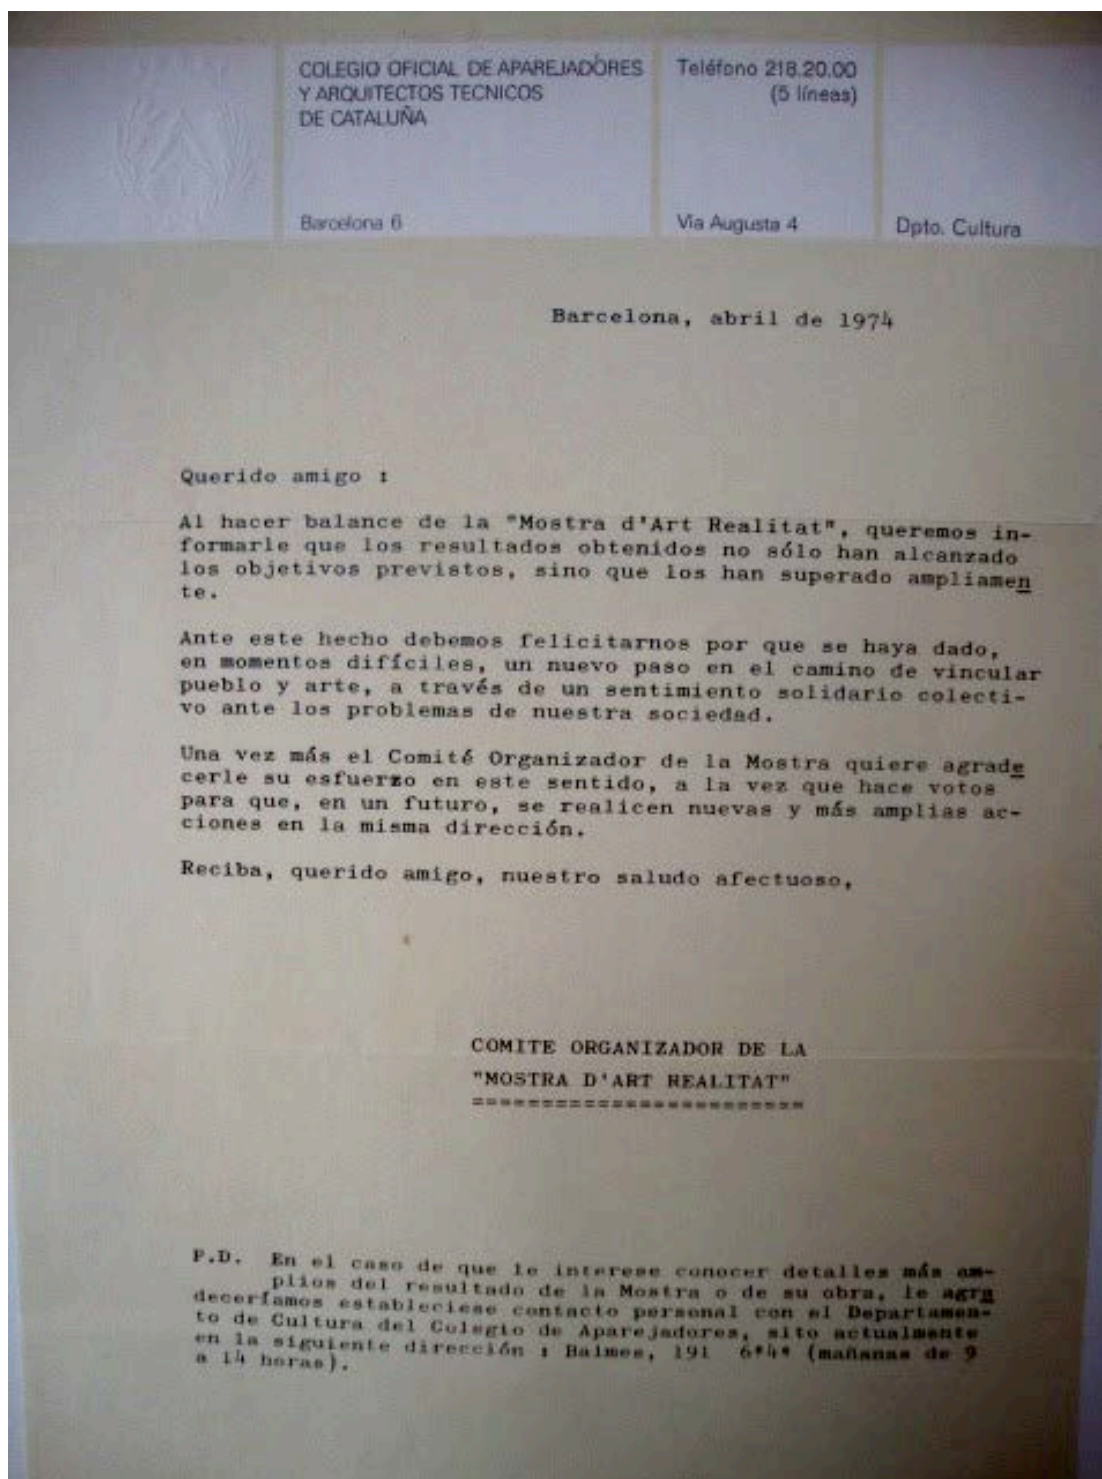 COLEGIO OFICIAL DE APAREJADORES
Y ARQUITECTOS TECNICOS
DE CATALUÑA
Barcelona 6
Teléfono 218.20.00
(5 líneas)
Vía Augusta 4
Dpto. Cultura
Barcelona, abril de 1974
Querido amigo :
Al hacer balance de la "Mostra d'Art Realitat", queremos in-
formarle que los resultados obtenidos no sólo han alcanzado
los objetivos previstos, sino que los han superado ampliamen
te.
Ante este hecho debemos felicitarnos por que se haya dado,
en momentos difíciles, un nuevo paso en el camino de vincular
pueblo y arte, a través de un sentimiento solidario colecti-
vo ante los problemas de nuestra sociedad.
Una vez más el Comité Organizador de la Mostra quiere agrade
cerle su esfuerzo en este sentido, a la vez que hace votos
para que, en un futuro, se realicen nuevas y más amplias ac-
ciones en la misma dirección.
Reciba, querido amigo, nuestro saludo afectuoso,
COMITE ORGANIZADOR DE LA
"MOSTRA D'ART REALITAT"
========================
P.D. En el caso de que le interese conocer detalles más am-
plios del resultado de la Mostra o de su obra, le agra
deceríamos estableciese contacto personal con el Departamen-
to de Cultura del Colegio de Aparejadores, sito actualmente
en la siguiente dirección : Balmes, 191 6º4ª (mañanas de 9
a 14 horas).